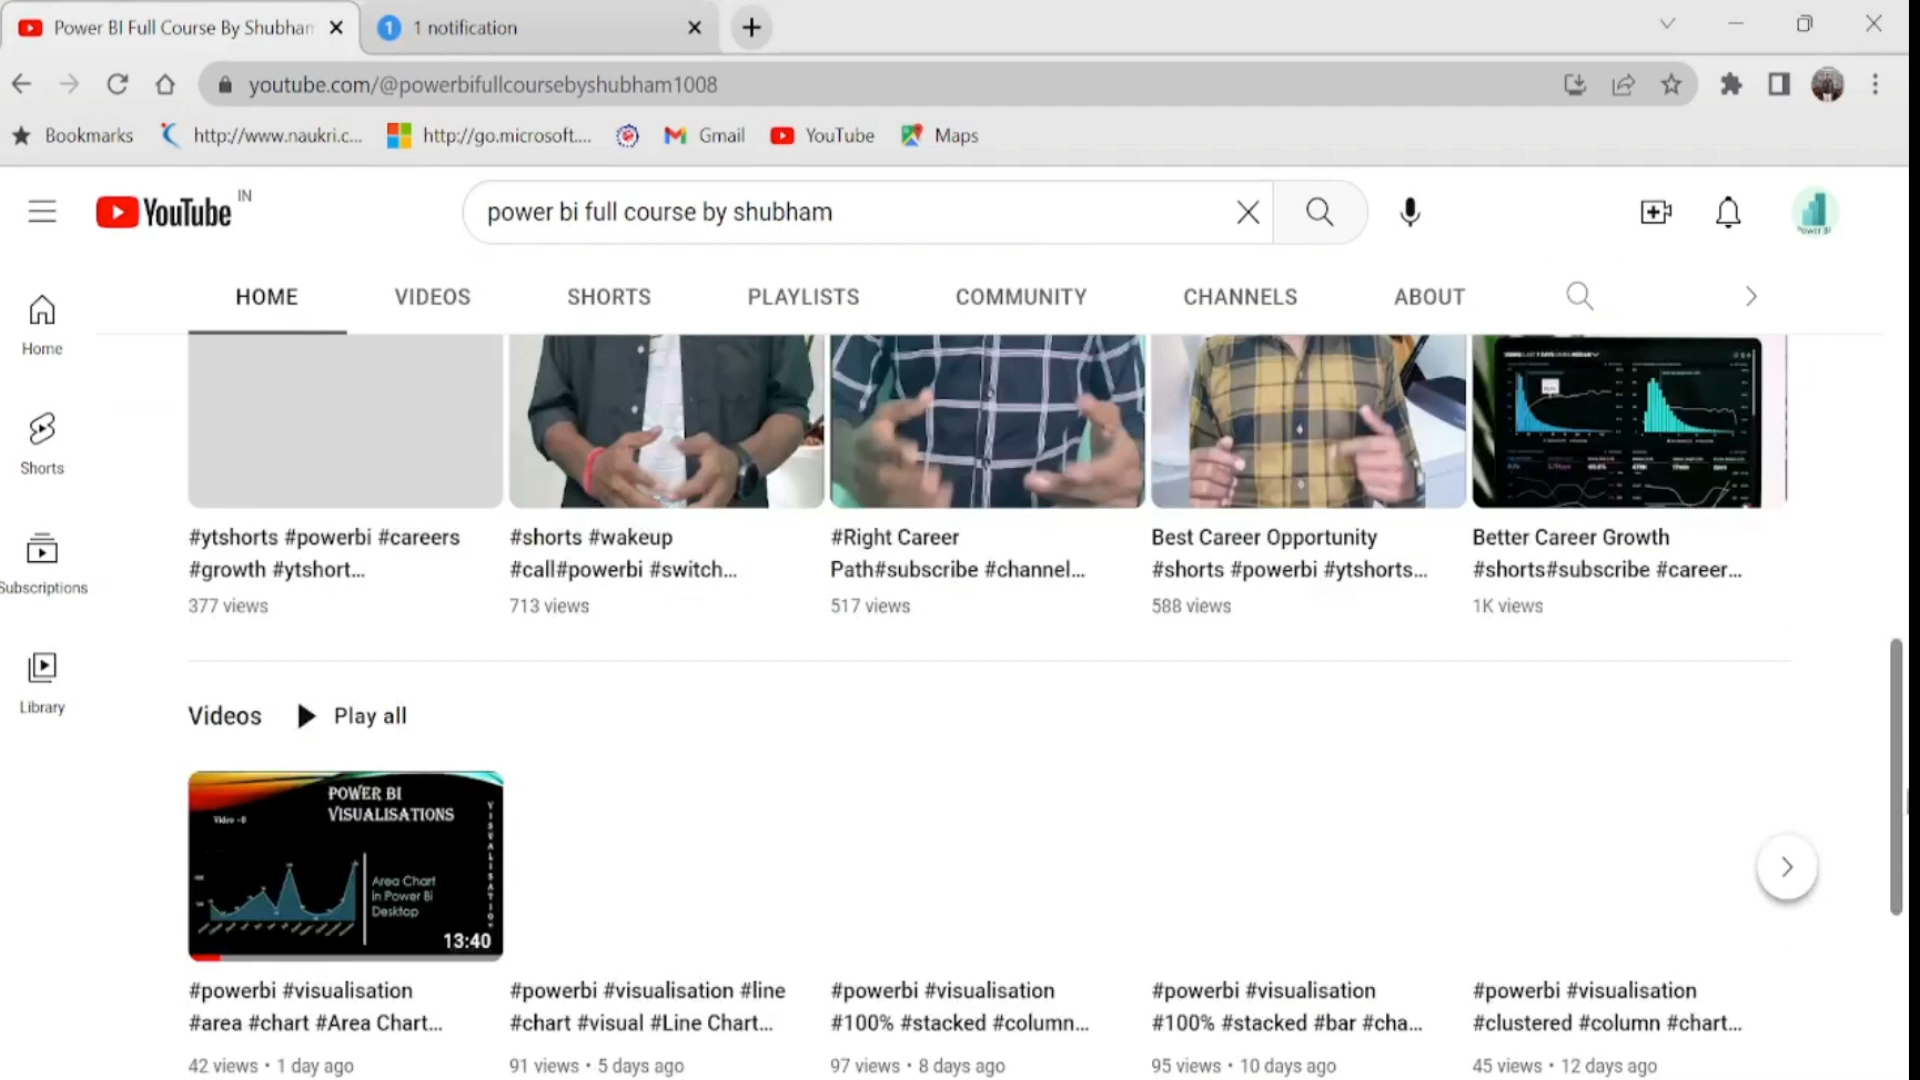 Power BI Full Course By Shubham
1 1 notification
youtube.com/@powerbifullcoursebyshubham1008
Bookmarks http://www.naukri.c... http://go.microsoft.... Gmail YouTube Maps
YouTube IN
power bi full course by shubham
Power BI
HOME VIDEOS SHORTS PLAYLISTS COMMUNITY CHANNELS ABOUT
Home
Shorts
Subscriptions
Library
#ytshorts #powerbi #careers
#growth #ytshort...
377 views
#shorts #wakeup
#call#powerbi #switch...
713 views
#Right Career
Path#subscribe #channel...
517 views
Best Career Opportunity
#shorts #powerbi #ytshorts...
588 views
Better Career Growth
#shorts#subscribe #career...
1K views
Videos Play all
POWER BI
VISUALISATIONS
Video -8
VISUALISATION
Area Chart
in Power Bi
Desktop
13:40
#powerbi #visualisation
#area #chart #Area Chart...
42 views • 1 day ago
#powerbi #visualisation #line
#chart #visual #Line Chart...
91 views • 5 days ago
#powerbi #visualisation
#100% #stacked #column...
97 views • 8 days ago
#powerbi #visualisation
#100% #stacked #bar #cha...
95 views • 10 days ago
#powerbi #visualisation
#clustered #column #chart...
45 views • 12 days ago